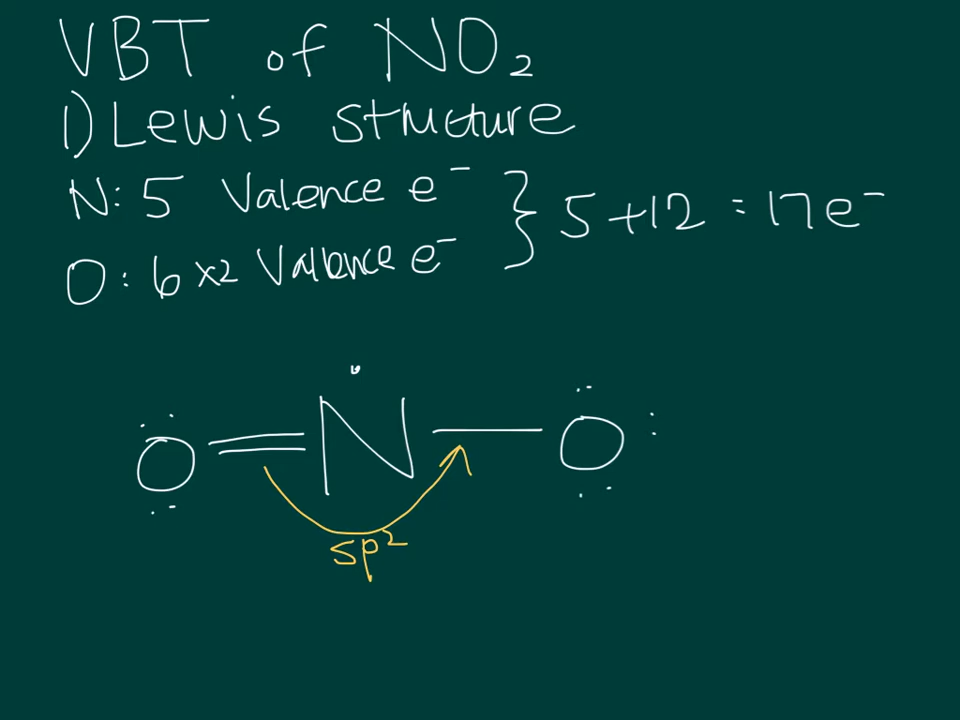 VBT of NO₂
1) Lewis structure
N: 5 Valence e⁻ } 5+12 = 17e⁻
O: 6x2 Valence e⁻
O = N — O
sp²